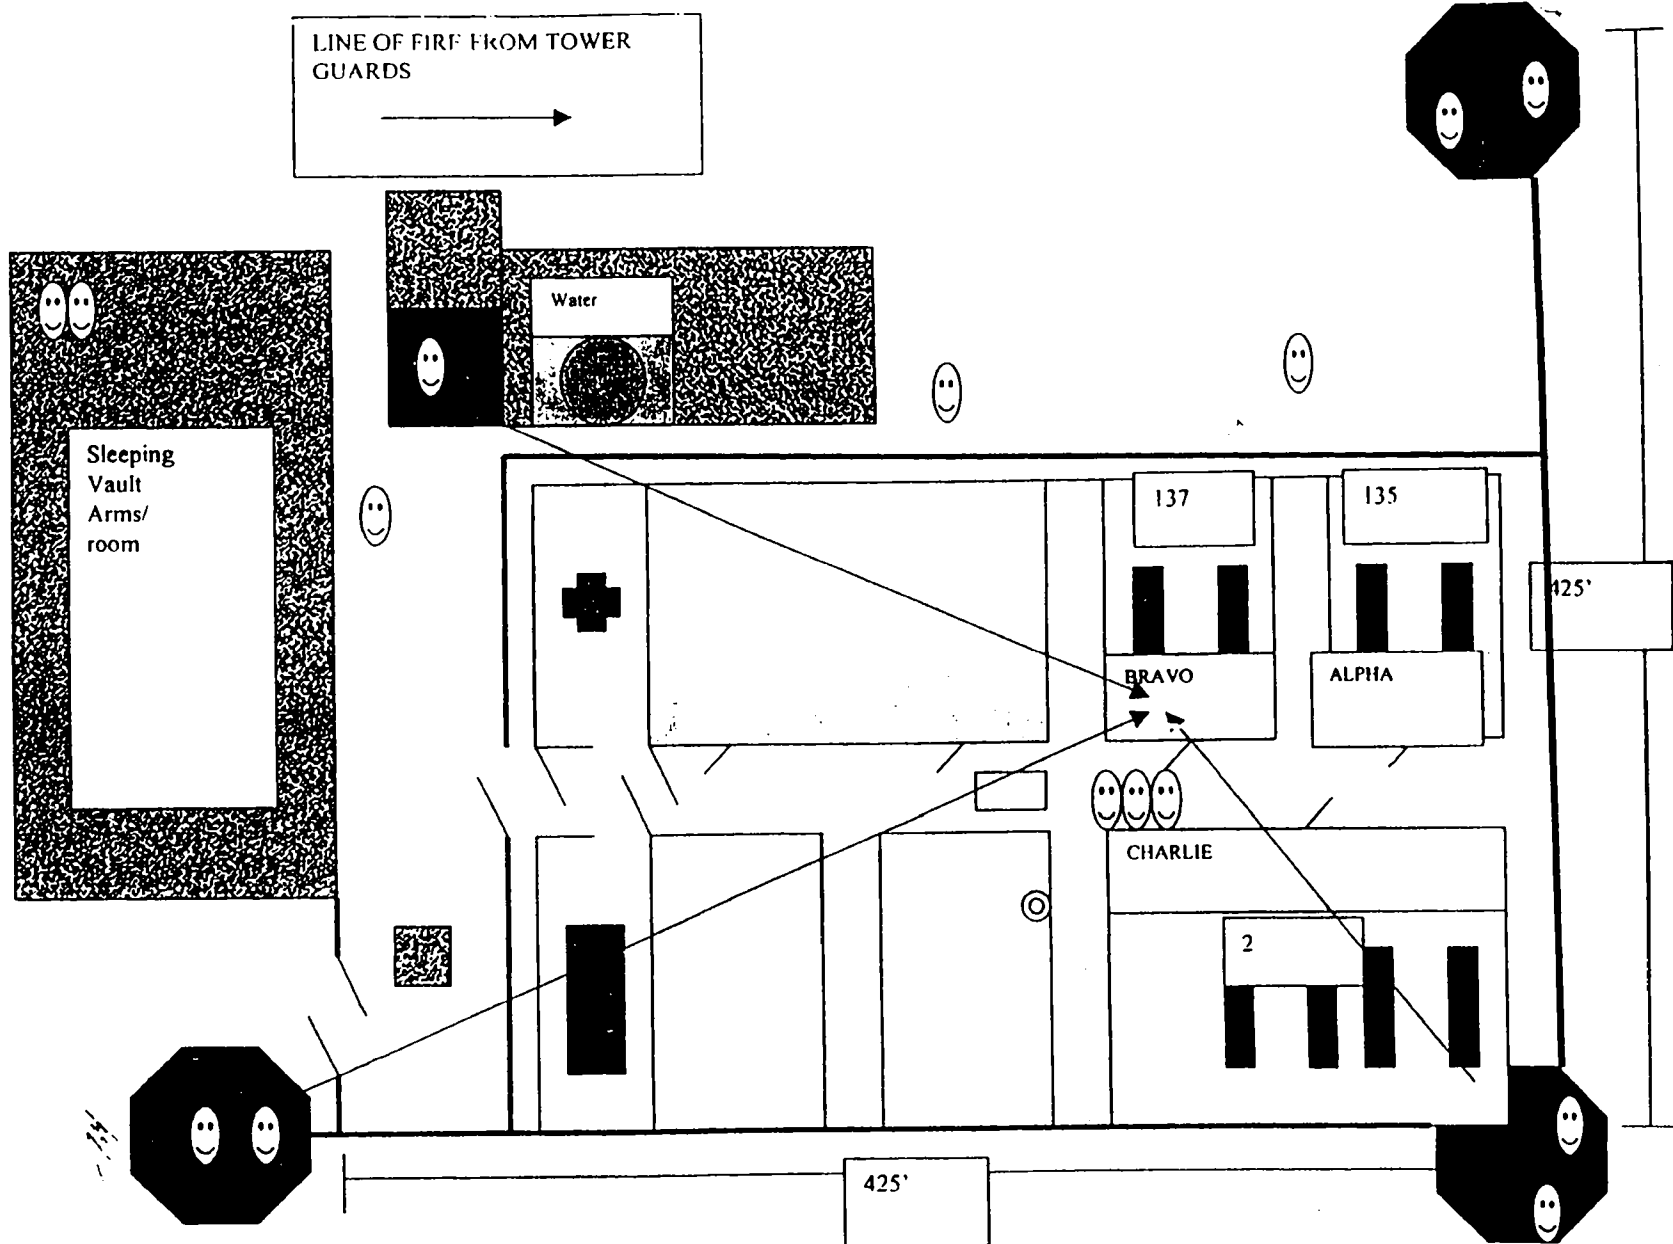 LINE OF FIRE FROM TOWER
GUARDS
Water
Sleeping
Vault
Arms/
room
137
135
425'
BRAVO
ALPHA
CHARLIE
2
425'